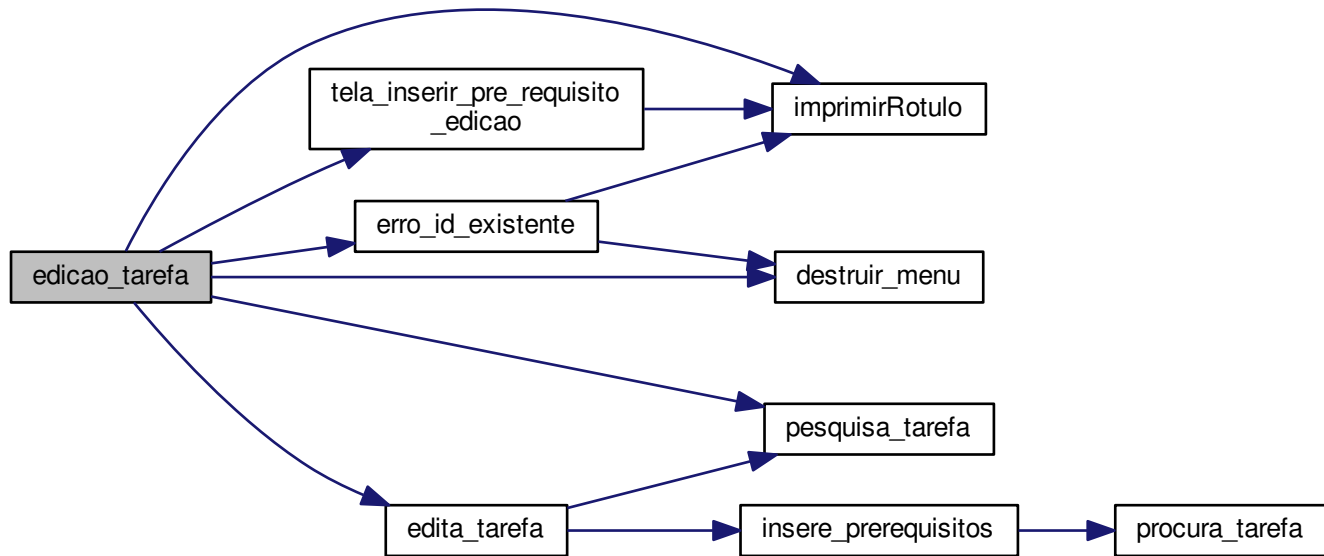 tela_inserir_pre_requisito
_edicao
imprimirRotulo
erro_id_existente
edicao_tarefa
destruir_menu
pesquisa_tarefa
edita_tarefa
insere_prerequisitos
procura_tarefa